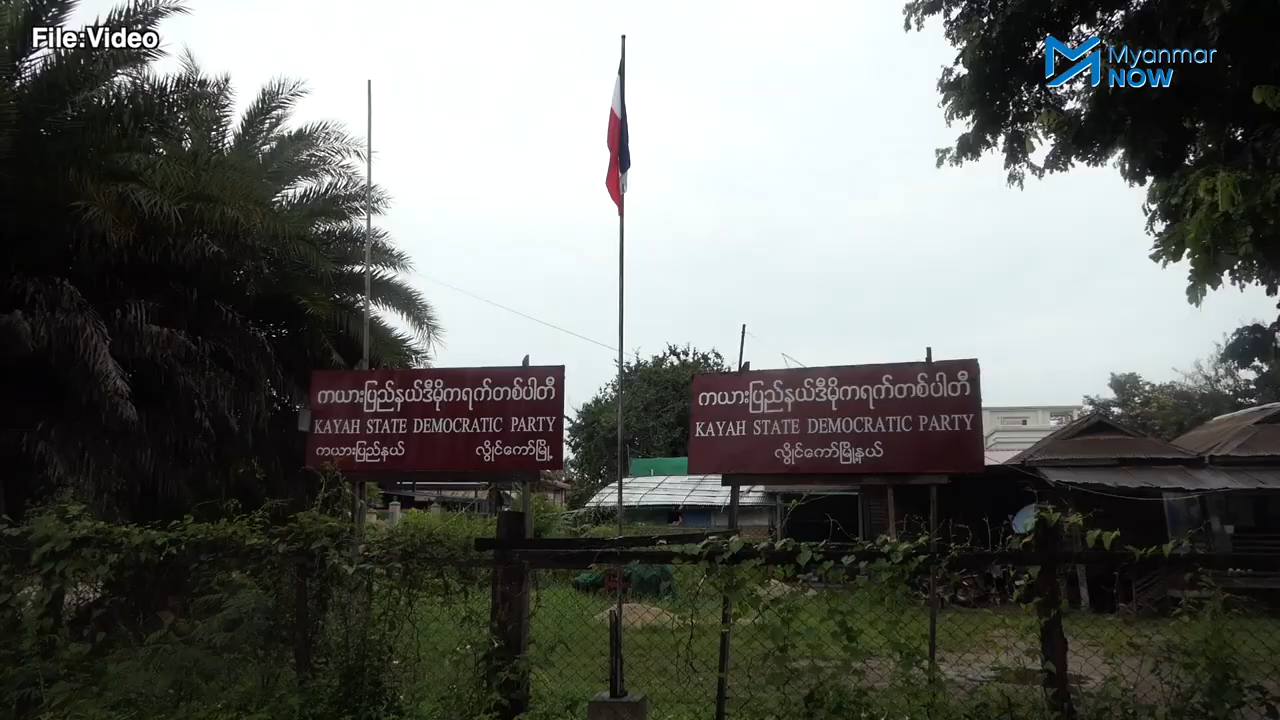 File:Video
Myanmar
NOW
ကယားပြည်နယ်ဒီမိုကရက်တစ်ပါတီ
KAYAH STATE DEMOCRATIC PARTY
ကယားပြည်နယ် လွိုင်ကော်မြို့
ကယားပြည်နယ်ဒီမိုကရက်တစ်ပါတီ
KAYAH STATE DEMOCRATIC PARTY
လွိုင်ကော်မြို့နယ်